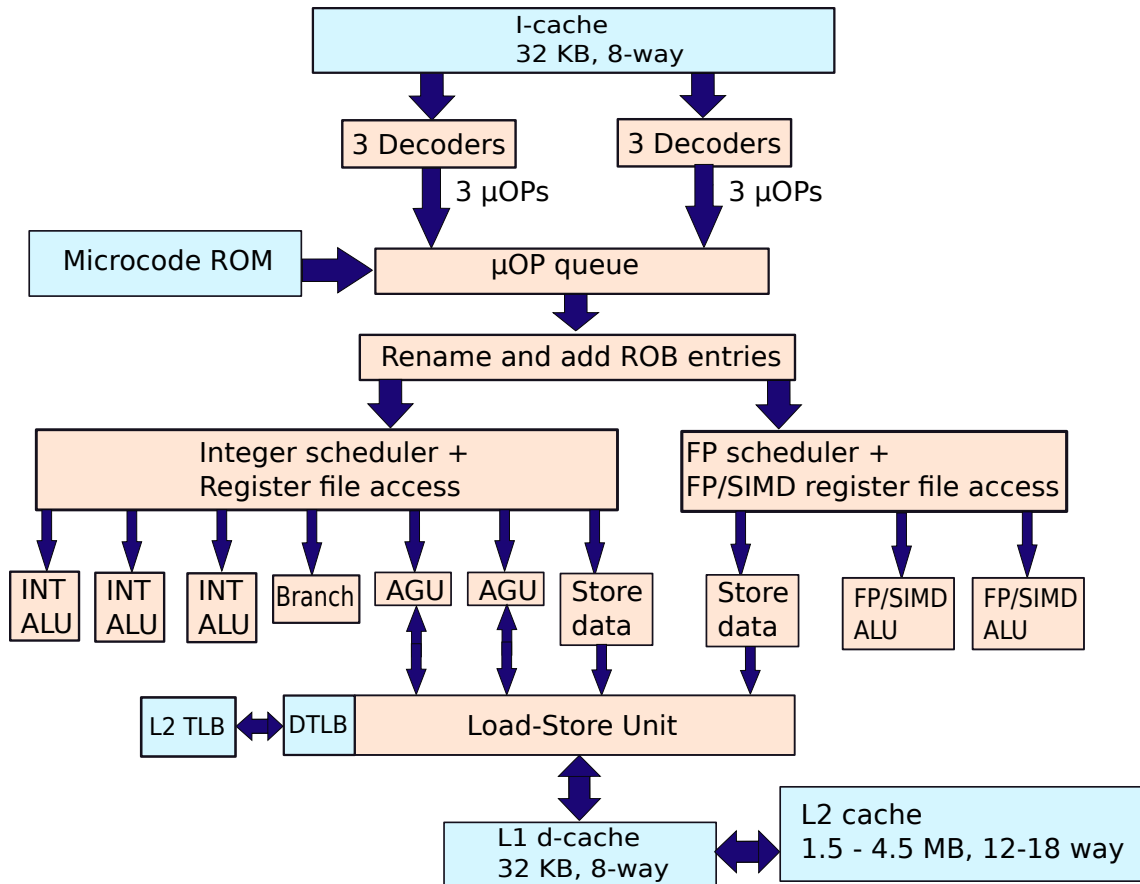 I-cache
32 KB, 8-way
3 Decoders
3 Decoders
3 µOPs
3 µOPs
Microcode ROM
µOP queue
Rename and add ROB entries
Integer scheduler +
Register file access
FP scheduler +
FP/SIMD register file access
INT
ALU
INT
ALU
INT
ALU
Branch
AGU
AGU
Store
data
Store
data
FP/SIMD
ALU
FP/SIMD
ALU
L2 TLB
DTLB
Load-Store Unit
L1 d-cache
32 KB, 8-way
L2 cache
1.5 - 4.5 MB, 12-18 way